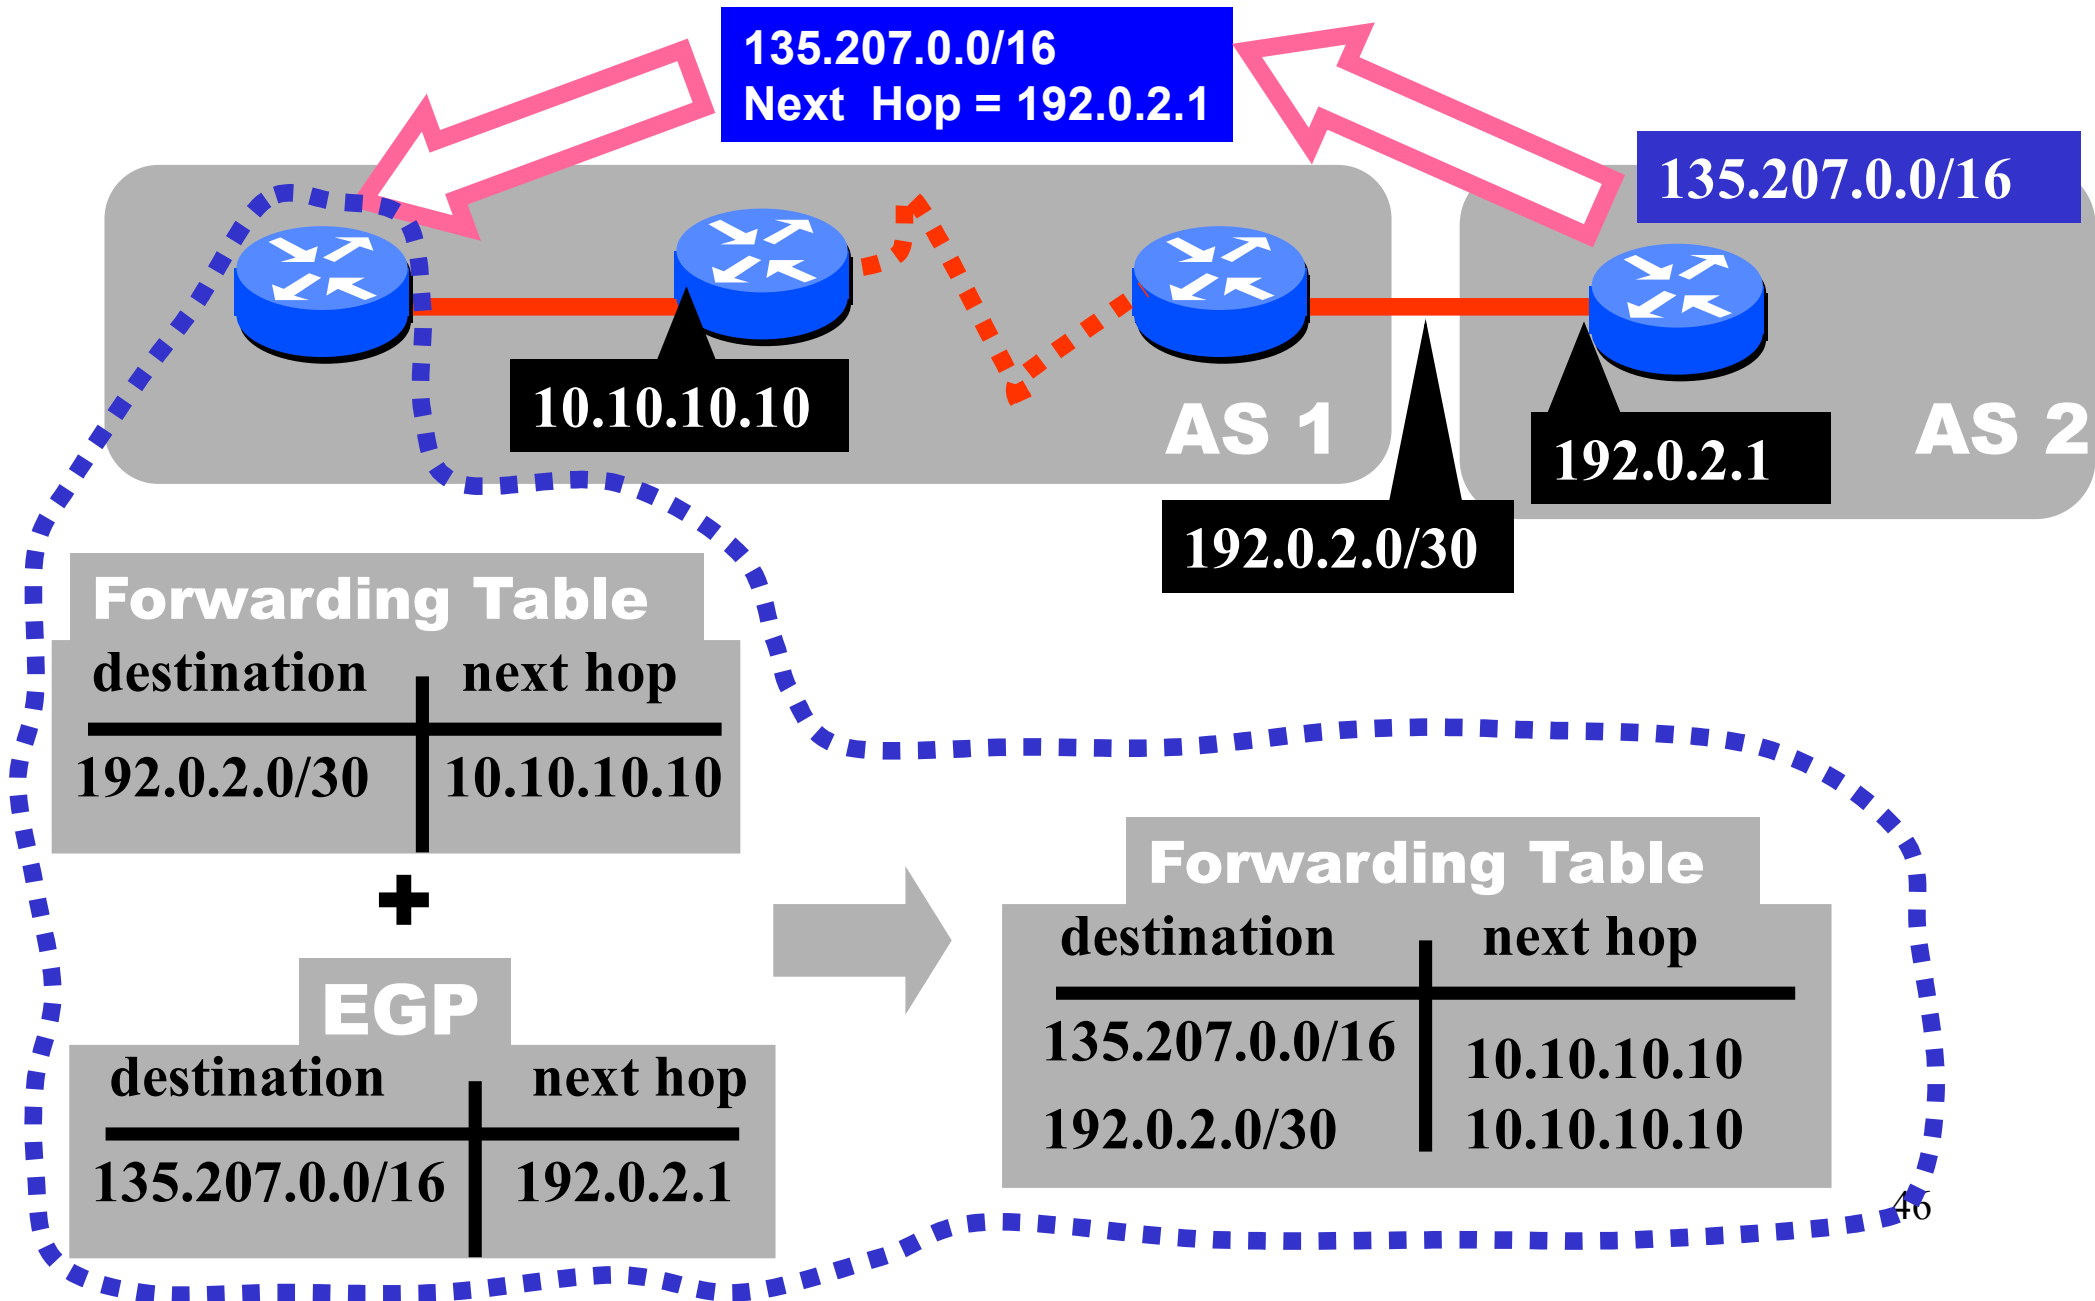 135.207.0.0/16
Next Hop = 192.0.2.1
135.207.0.0/16
10.10.10.10
AS 1
192.0.2.1
AS 2
192.0.2.0/30
Forwarding Table
destination next hop
192.0.2.0/30 10.10.10.10
+
EGP
destination next hop
135.207.0.0/16 192.0.2.1
Forwarding Table
destination next hop
135.207.0.0/16 10.10.10.10
192.0.2.0/30 10.10.10.10
46